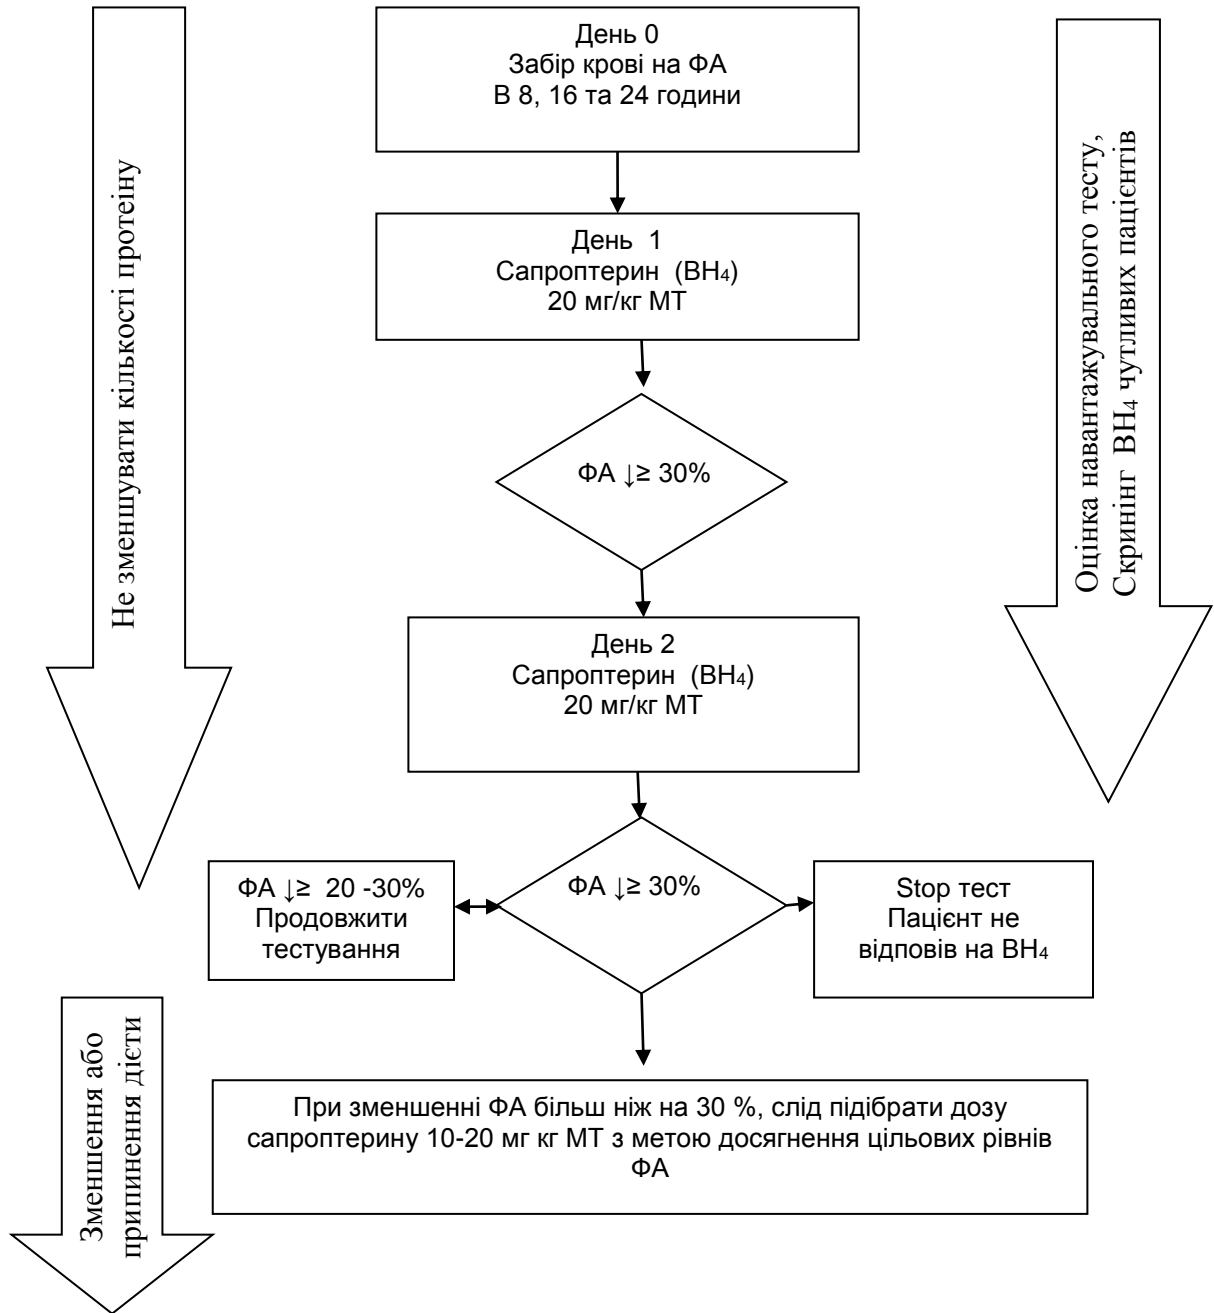 День 0
Забір крові на ФА
В 8, 16 та 24 години
Не зменшувати кількості протеіну
Оцінка навантажувального тесту,
Скринінг ВН₄ чутливих пацієнтів
День 1
Сапроптерин (ВН₄)
20 мг/кг МТ
ФА ↓≥ 30%
День 2
Сапроптерин (ВН₄)
20 мг/кг МТ
ФА ↓≥ 20 -30%
Продовжити
тестування
ФА ↓≥ 30%
Stop тест
Пацієнт не
відповів на ВН₄
Зменшення або
припинення дієти
При зменшенні ФА більш ніж на 30 %, слід підібрати дозу
сапроптерину 10-20 мг кг МТ з метою досягнення цільових рівнів
ФА